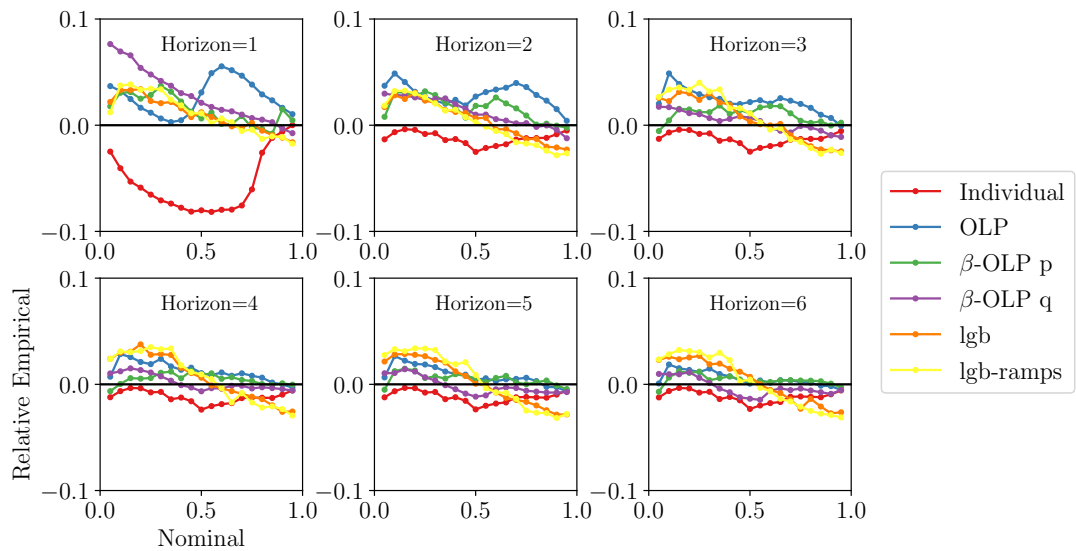 0.1
Horizon=1
Horizon=2
Horizon=3
0.0
0.0
0.0
−0.1
−0.1
−0.1
0.0
0.5
1.0
0.0
0.5
1.0
0.0
0.5
1.0
0.1
0.1
0.1
Horizon=4
Horizon=5
Horizon=6
0.0
0.0
0.0
−0.1
−0.1
−0.1
0.0
0.5
1.0
0.0
0.5
1.0
0.0
0.5
1.0
Relative Empirical
Nominal
Individual
OLP
β-OLP p
β-OLP q
lgb
lgb-ramps
0.1
0.1